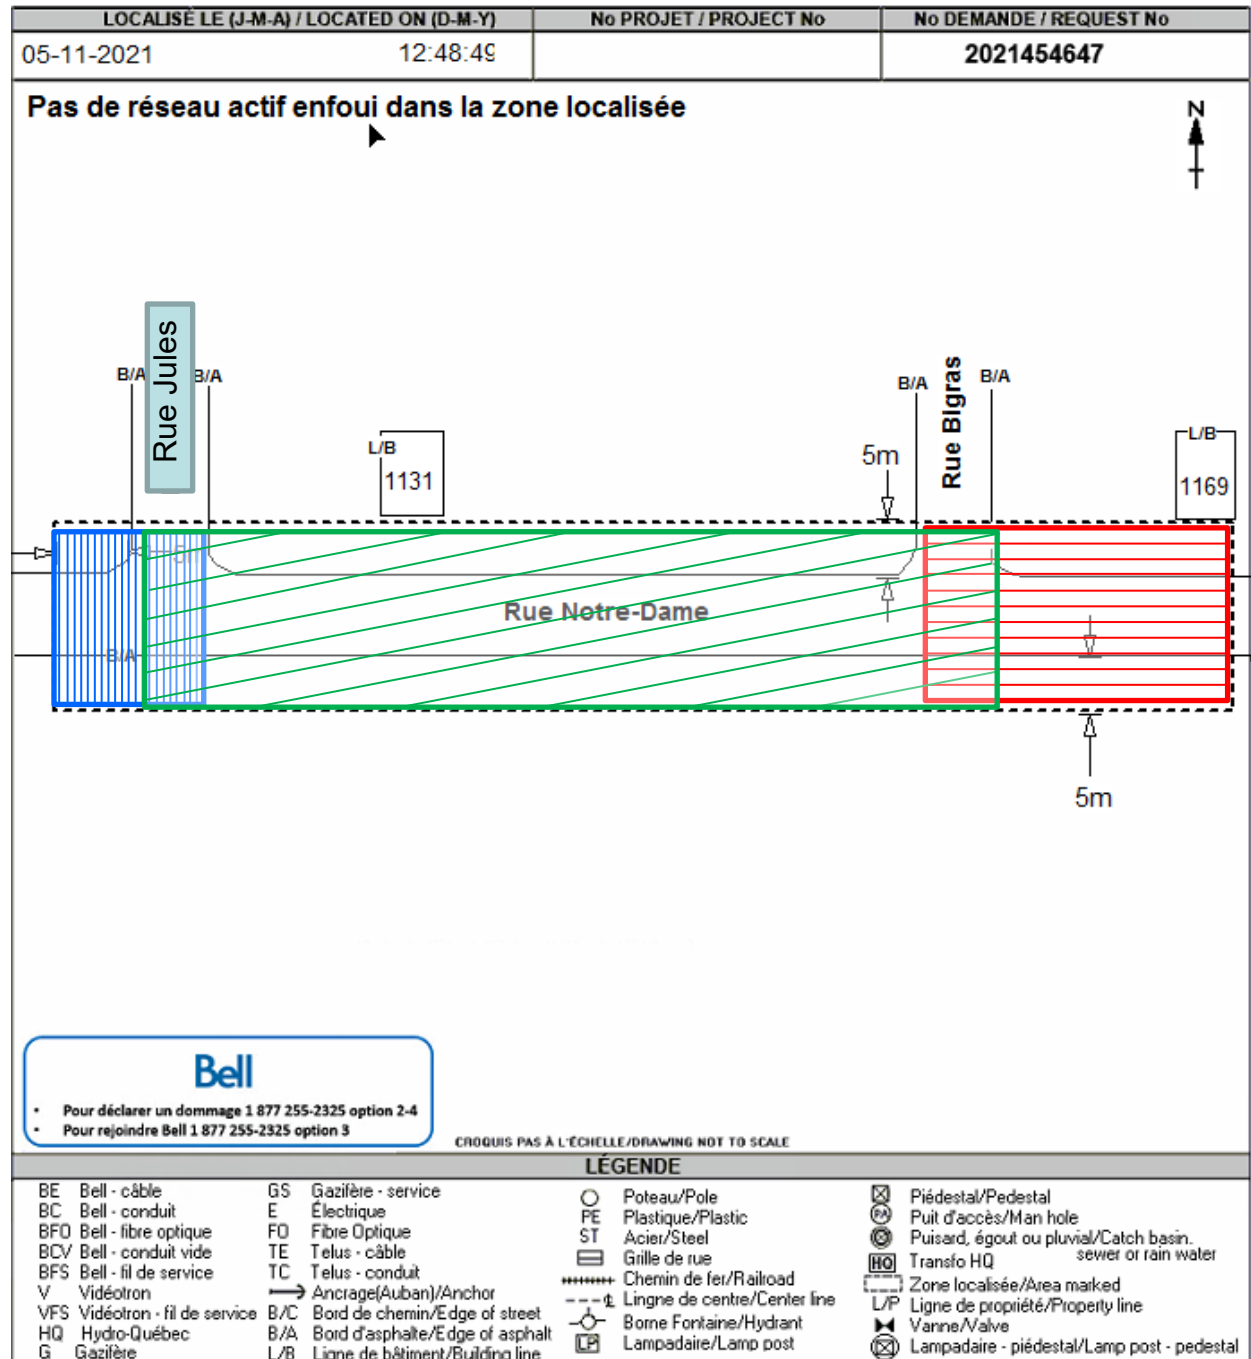 LOCALISÉ LE (J-M-A) / LOCATED ON (D-M-Y) No PROJET / PROJECT No No DEMANDE / REQUEST No
05-11-2021 12:48:49 2021454647
Pas de réseau actif enfoui dans la zone localisée
N
Rue Jules
B/A B/A
Rue Bigras
B/A B/A
L/B
1131
5m
L/B
1169
Rue Notre-Dame
B/A
5m
Bell
• Pour déclarer un dommage 1 877 255-2325 option 2-4
• Pour rejoindre Bell 1 877 255-2325 option 3
CROQUIS PAS À L'ÉCHELLE/DRAWING NOT TO SCALE
LÉGENDE
BE Bell - câble
BC Bell - conduit
BFO Bell - fibre optique
BCV Bell - conduit vide
BFS Bell - fil de service
V Vidéotron
VFS Vidéotron - fil de service
HQ Hydro-Québec
G Gazifère
GS Gazifère - service
E Électrique
FO Fibre Optique
TE Telus - câble
TC Telus - conduit
Ancrage(Auban)/Anchor
B/C Bord de chemin/Edge of street
B/A Bord d'asphalte/Edge of asphalt
L/B Ligne de bâtiment/Building line
Poteau/Pole
PE Plastique/Plastic
ST Acier/Steel
Grille de rue
Chemin de fer/Railroad
Lingne de centre/Center line
Borne Fontaine/Hydrant
LP Lampadaire/Lamp post
Piédestal/Pedestal
PA Puit d'accès/Man hole
Puisard, égout ou pluvial/Catch basin.
sewer or rain water
HQ Transfo HQ
Zone localisée/Area marked
L/P Ligne de propriété/Property line
Vanne/Valve
Lampadaire - piédestal/Lamp post - pedestal